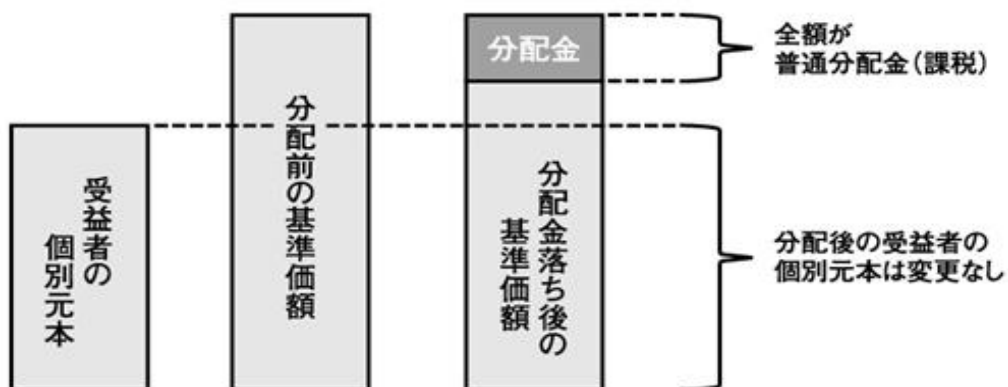 受益者の
個別元本
分配前の基準価額
分配金
分配金落ち後の
基準価額
全額が
普通分配金(課税)
分配後の受益者の
個別元本は変更なし